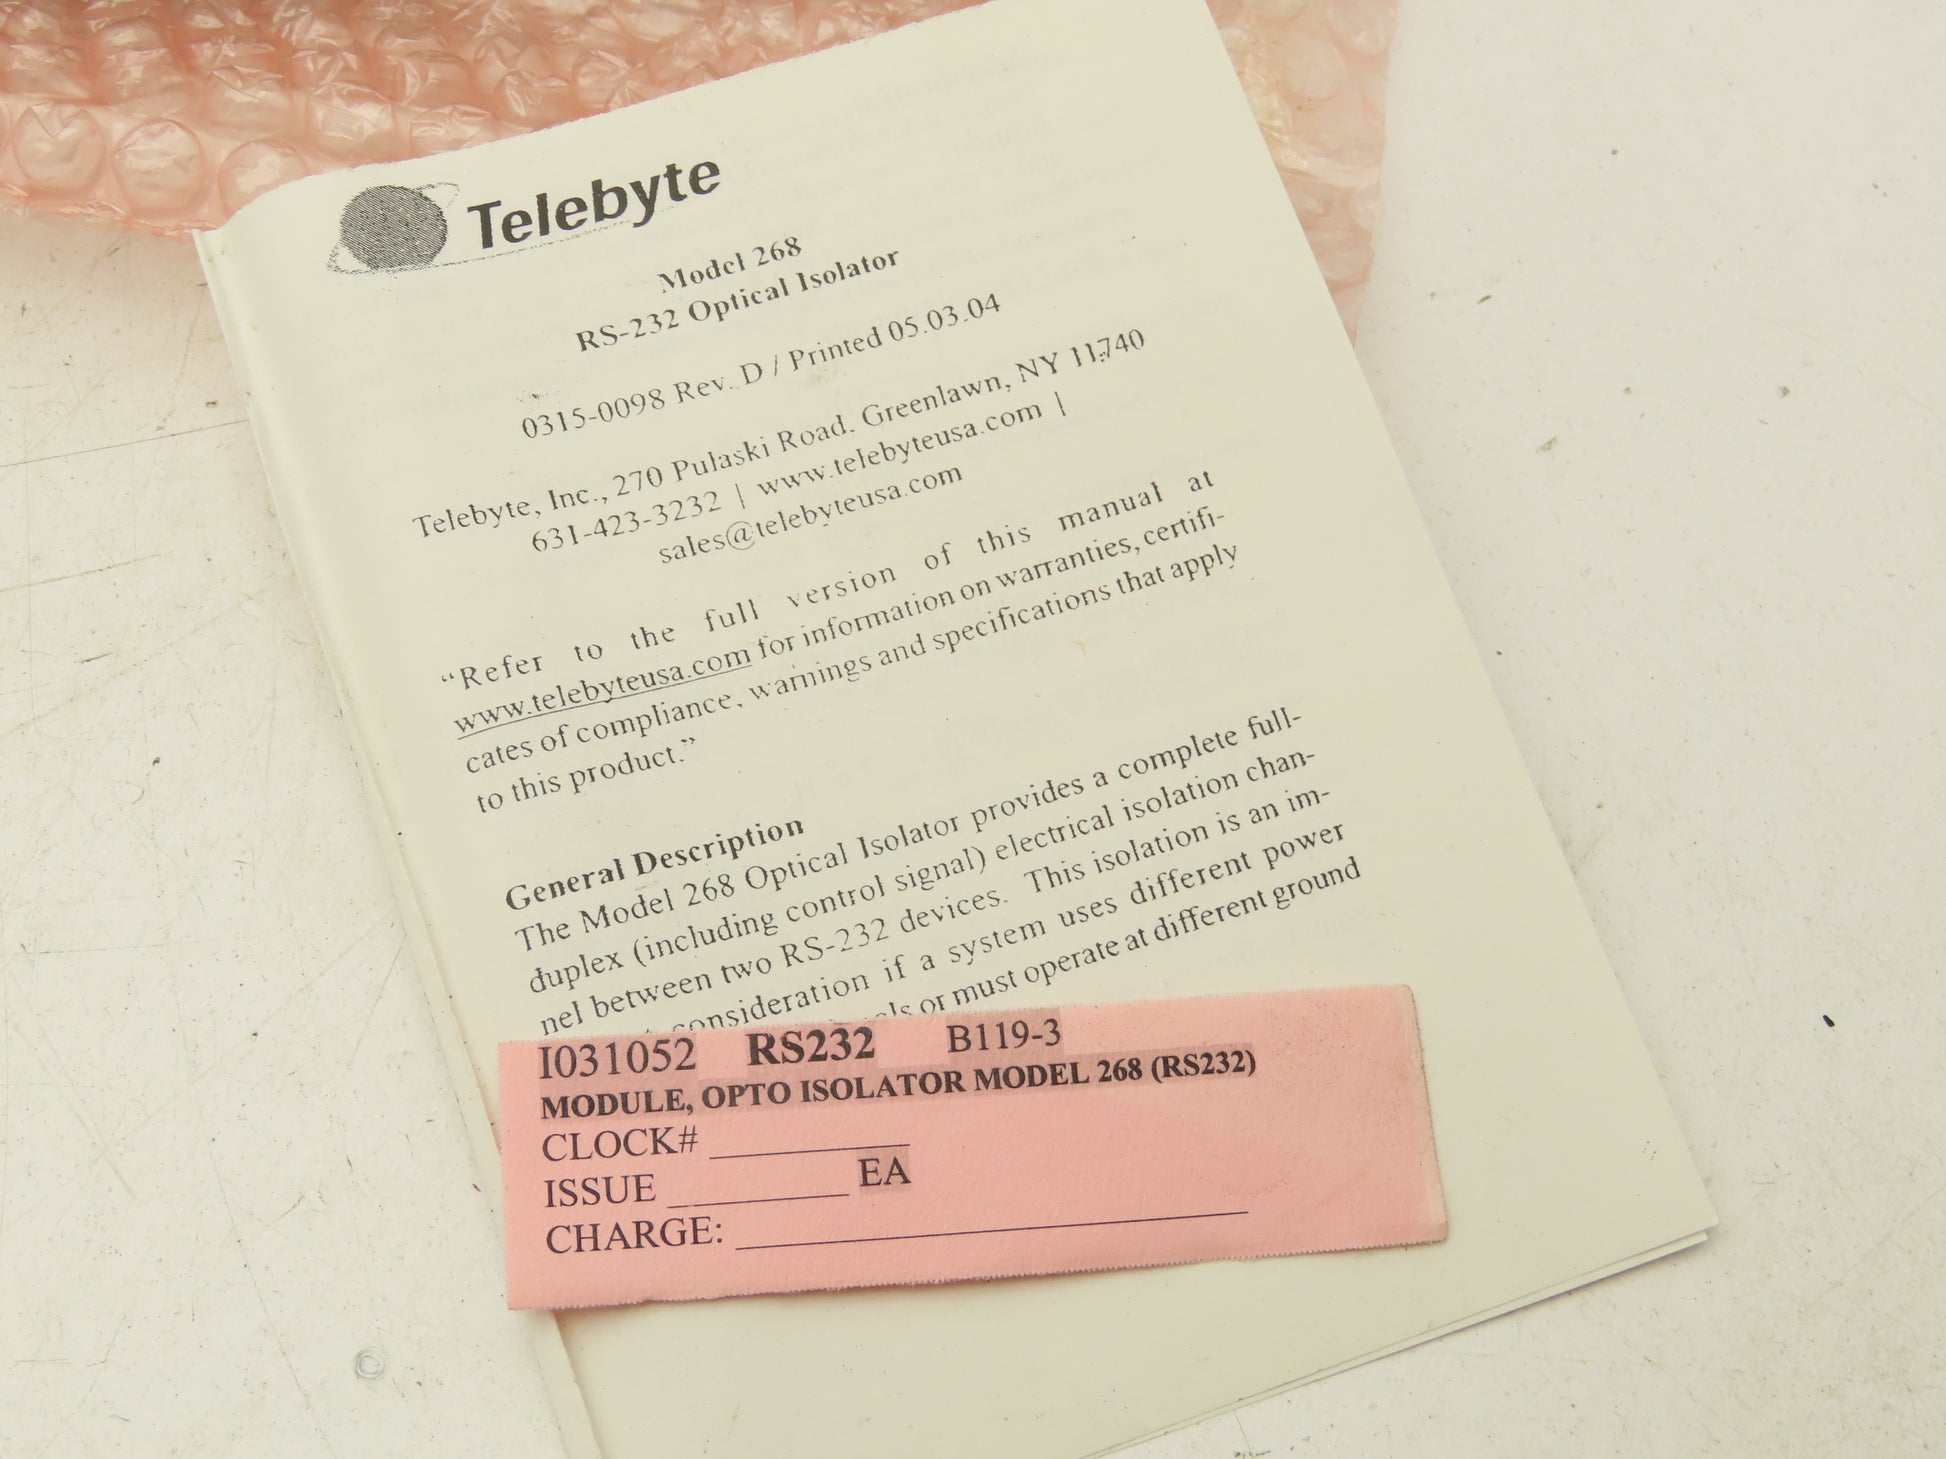 Telebyte
Model 268
RS-232 Optical Isolator
0315-0098 Rev. D / Printed 05.03.04
Telebyte, Inc., 270 Pulaski Road. Greenlawn, NY 11740
631-423-3232 | www.telebyteusa.com |
sales@telebyteusa.com
“Refer to the full version of this manual at
www.telebyteusa.com for information on warranties, certifi-
cates of compliance, warnings and specifications that apply
to this product.”
General Description
The Model 268 Optical Isolator provides a complete full-
duplex (including control signal) electrical isolation chan-
nel between two RS-232 devices. This isolation is an im-
consideration if a system uses different power
or must operate at different ground
I031052 RS232 B119-3
MODULE, OPTO ISOLATOR MODEL 268 (RS232)
CLOCK# __________
ISSUE _________ EA
CHARGE: __________________________